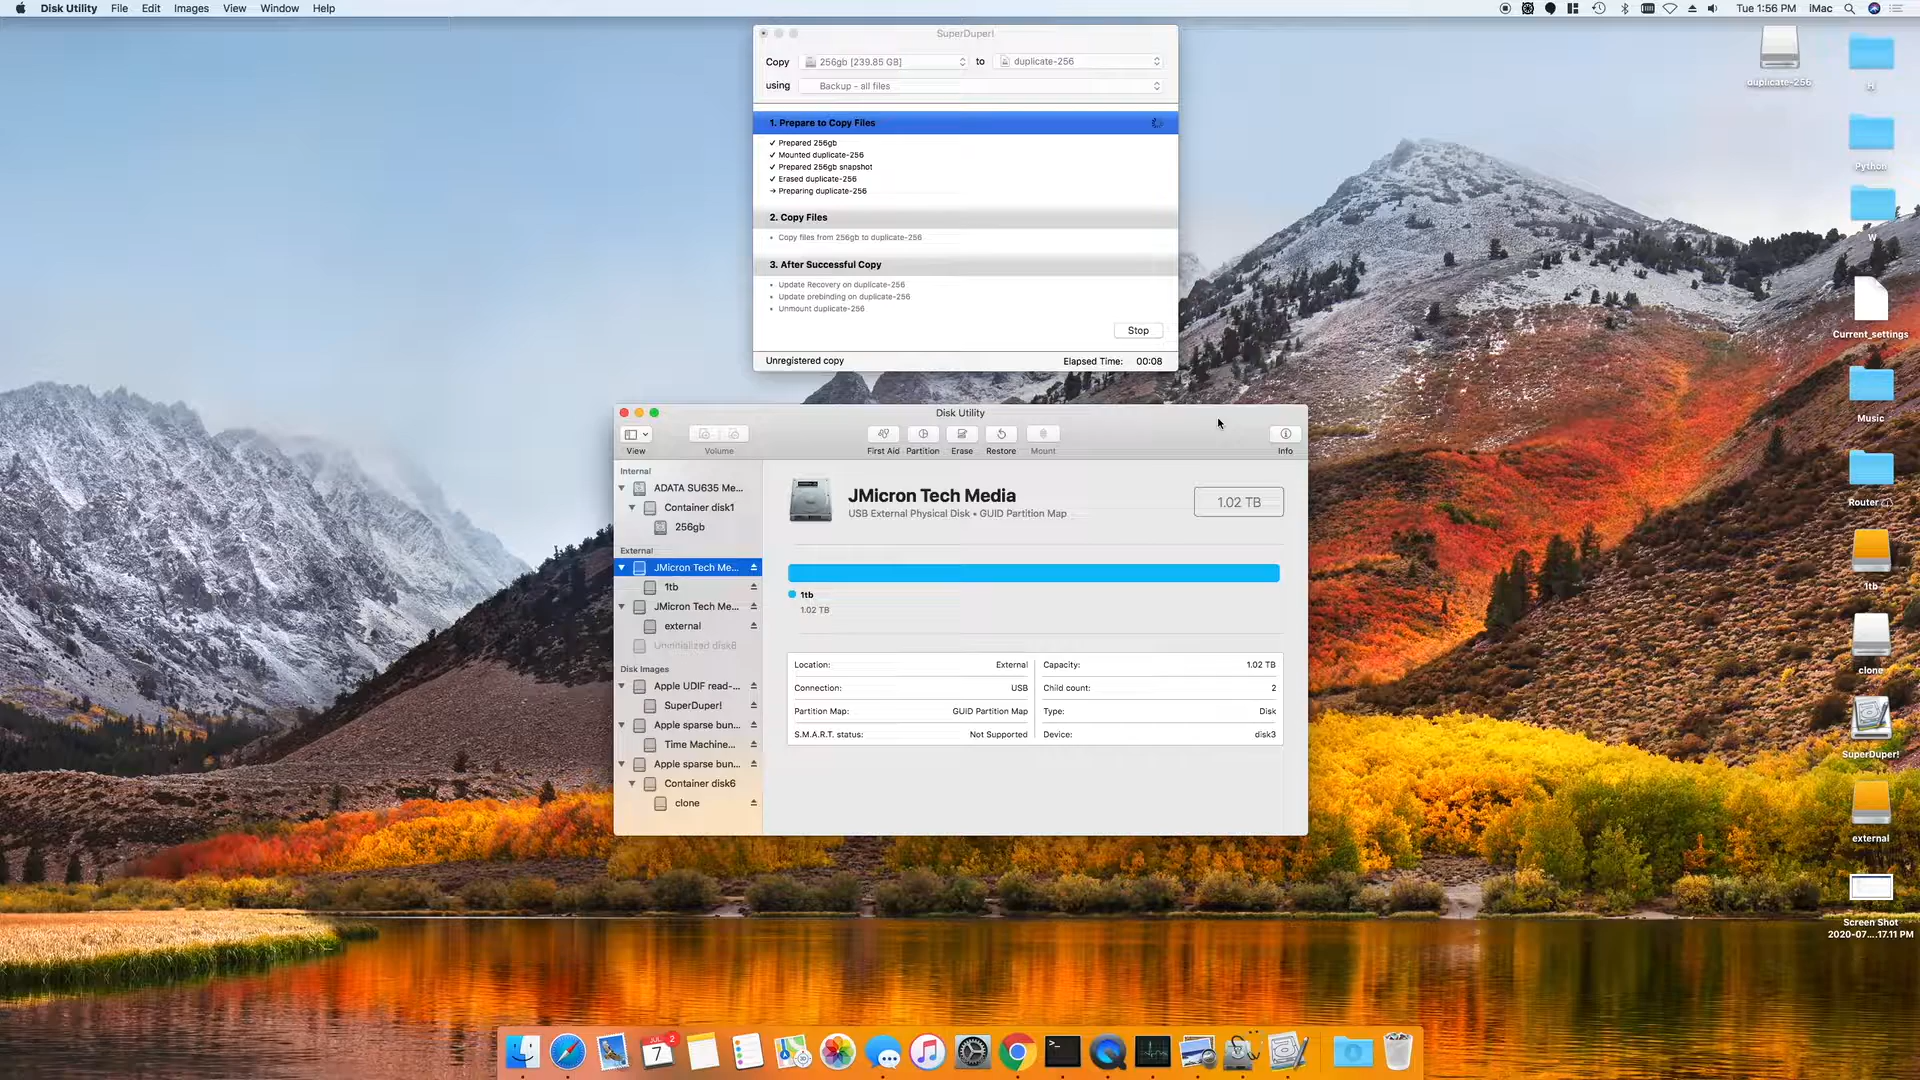 Disk Utility File Edit Images View Window Help
Tue 1:56 PM iMac
SuperDuper!
Copy 256gb [239.85 GB] to duplicate-256
using Backup - all files
1. Prepare to Copy Files
✓ Prepared 256gb
✓ Mounted duplicate-256
✓ Prepared 256gb snapshot
✓ Erased duplicate-256
→ Preparing duplicate-256
2. Copy Files
• Copy files from 256gb to duplicate-256
3. After Successful Copy
• Update Recovery on duplicate-256
• Update prebinding on duplicate-256
• Unmount duplicate-256
Stop
Unregistered copy Elapsed Time: 00:08
Disk Utility
View Volume First Aid Partition Erase Restore Mount Info
Internal
ADATA SU635 Me...
Container disk1
256gb
External
JMicron Tech Me...
1tb
JMicron Tech Me...
external
Uninitialized disk8
Disk Images
Apple UDIF read-...
SuperDuper!
Apple sparse bun...
Time Machine...
Apple sparse bun...
Container disk6
clone
JMicron Tech Media
USB External Physical Disk • GUID Partition Map
1.02 TB
1tb
1.02 TB
Location: External
Capacity: 1.02 TB
Connection: USB
Child count: 2
Partition Map: GUID Partition Map
Type: Disk
S.M.A.R.T. status: Not Supported
Device: disk3
duplicate-256
H
Python
W
Current_settings
Music
Router
1tb
clone
SuperDuper!
external
Screen Shot
2020-07....17.11 PM
JUL
7
2